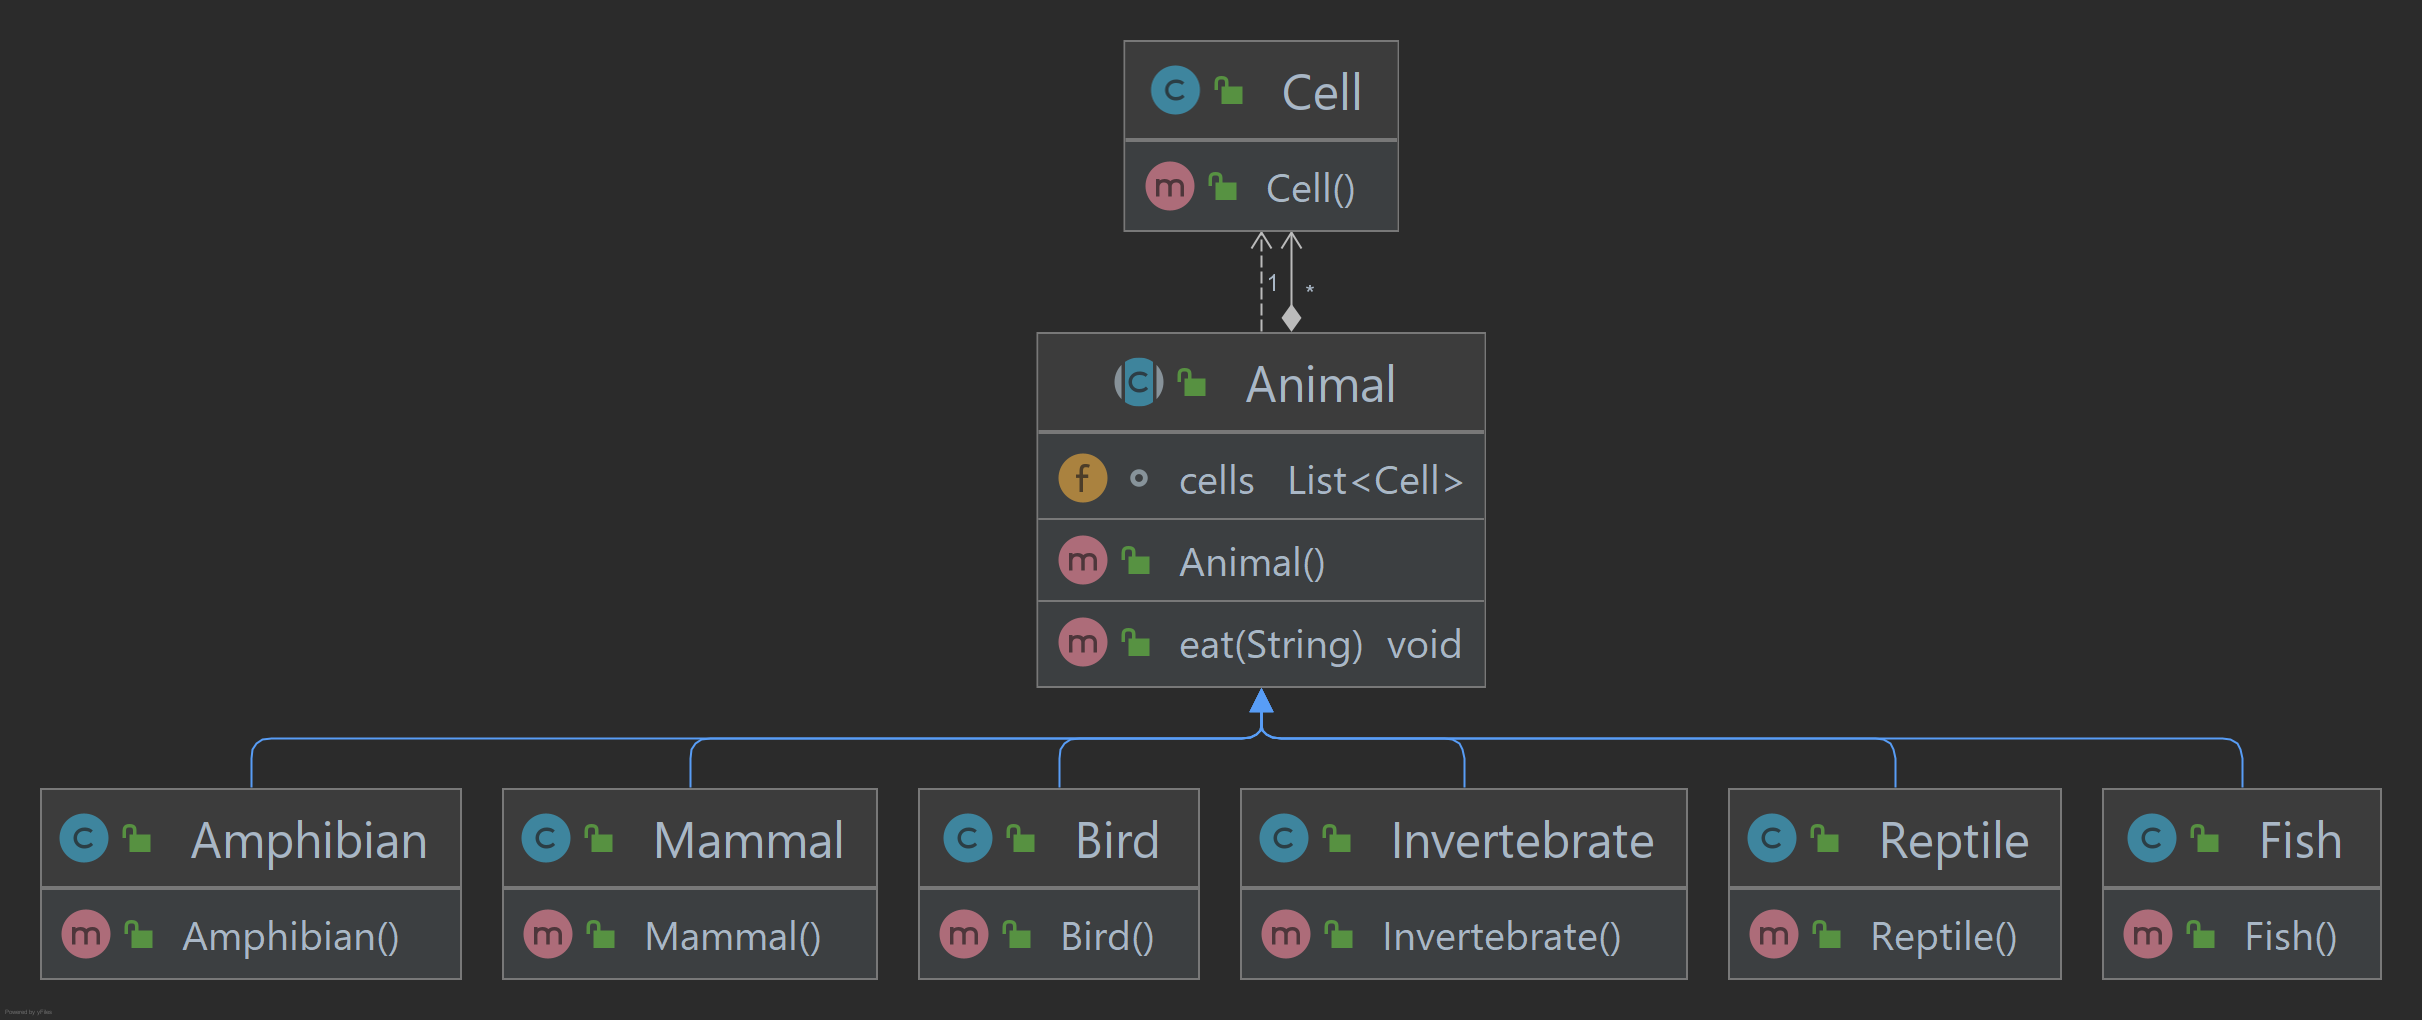 C Cell
m Cell()
1 *
C Animal
f cells List<Cell>
m Animal()
m eat(String) void
C Amphibian
m Amphibian()
C Mammal
m Mammal()
C Bird
m Bird()
C Invertebrate
m Invertebrate()
C Reptile
m Reptile()
C Fish
m Fish()
Powered by yFiles